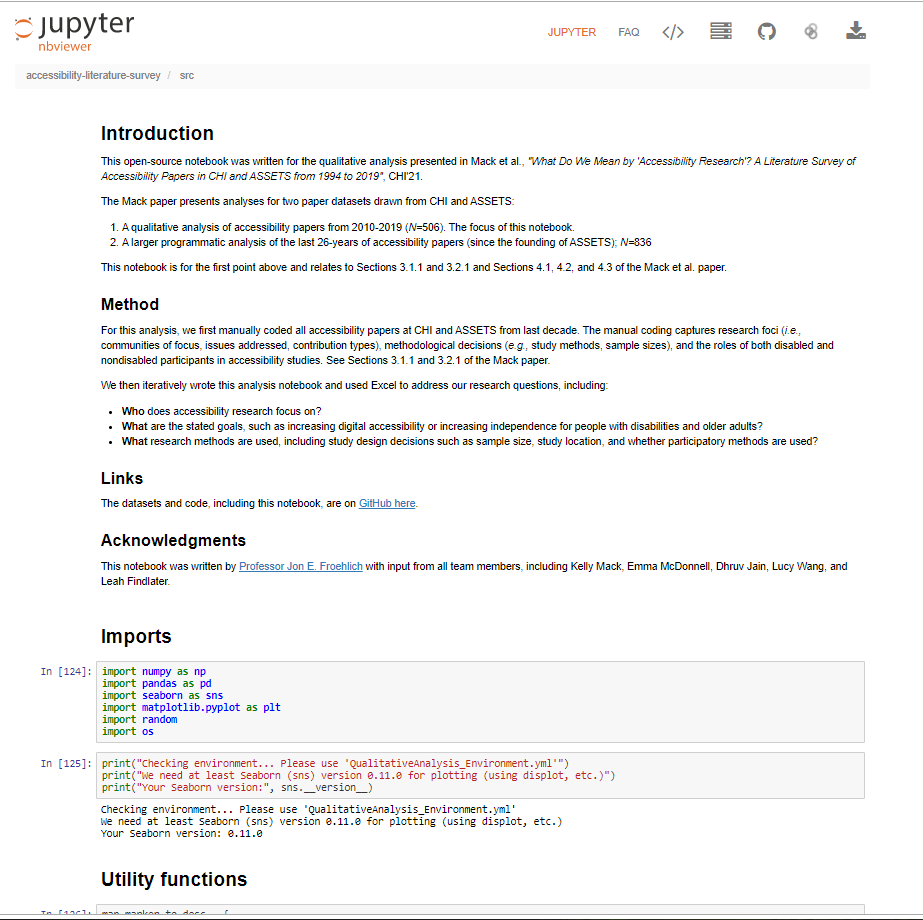 jupyter
nbviewer
JUPYTER FAQ </>
accessibility-literature-survey / src
Introduction
This open-source notebook was written for the qualitative analysis presented in Mack et al., "What Do We Mean by 'Accessibility Research'? A Literature Survey of
Accessibility Papers in CHI and ASSETS from 1994 to 2019", CHI'21.
The Mack paper presents analyses for two paper datasets drawn from CHI and ASSETS:
1. A qualitative analysis of accessibility papers from 2010-2019 (N=506). The focus of this notebook.
2. A larger programmatic analysis of the last 26-years of accessibility papers (since the founding of ASSETS); N=836
This notebook is for the first point above and relates to Sections 3.1.1 and 3.2.1 and Sections 4.1, 4.2, and 4.3 of the Mack et al. paper.
Method
For this analysis, we first manually coded all accessibility papers at CHI and ASSETS from last decade. The manual coding captures research foci (i.e.,
communities of focus, issues addressed, contribution types), methodological decisions (e.g., study methods, sample sizes), and the roles of both disabled and
nondisabled participants in accessibility studies. See Sections 3.1.1 and 3.2.1 of the Mack paper.
We then iteratively wrote this analysis notebook and used Excel to address our research questions, including:
• Who does accessibility research focus on?
• What are the stated goals, such as increasing digital accessibility or increasing independence for people with disabilities and older adults?
• What research methods are used, including study design decisions such as sample size, study location, and whether participatory methods are used?
Links
The datasets and code, including this notebook, are on GitHub here.
Acknowledgments
This notebook was written by Professor Jon E. Froehlich with input from all team members, including Kelly Mack, Emma McDonnell, Dhruv Jain, Lucy Wang, and
Leah Findlater.
Imports
In [124]: import numpy as np
import pandas as pd
import seaborn as sns
import matplotlib.pyplot as plt
import random
import os
In [125]: print("Checking environment... Please use 'QualitativeAnalysis_Environment.yml'")
print("We need at least Seaborn (sns) version 0.11.0 for plotting (using displot, etc.)")
print("Your Seaborn version:", sns.__version__)
Checking environment... Please use 'QualitativeAnalysis_Environment.yml'
We need at least Seaborn (sns) version 0.11.0 for plotting (using displot, etc.)
Your Seaborn version: 0.11.0
Utility functions